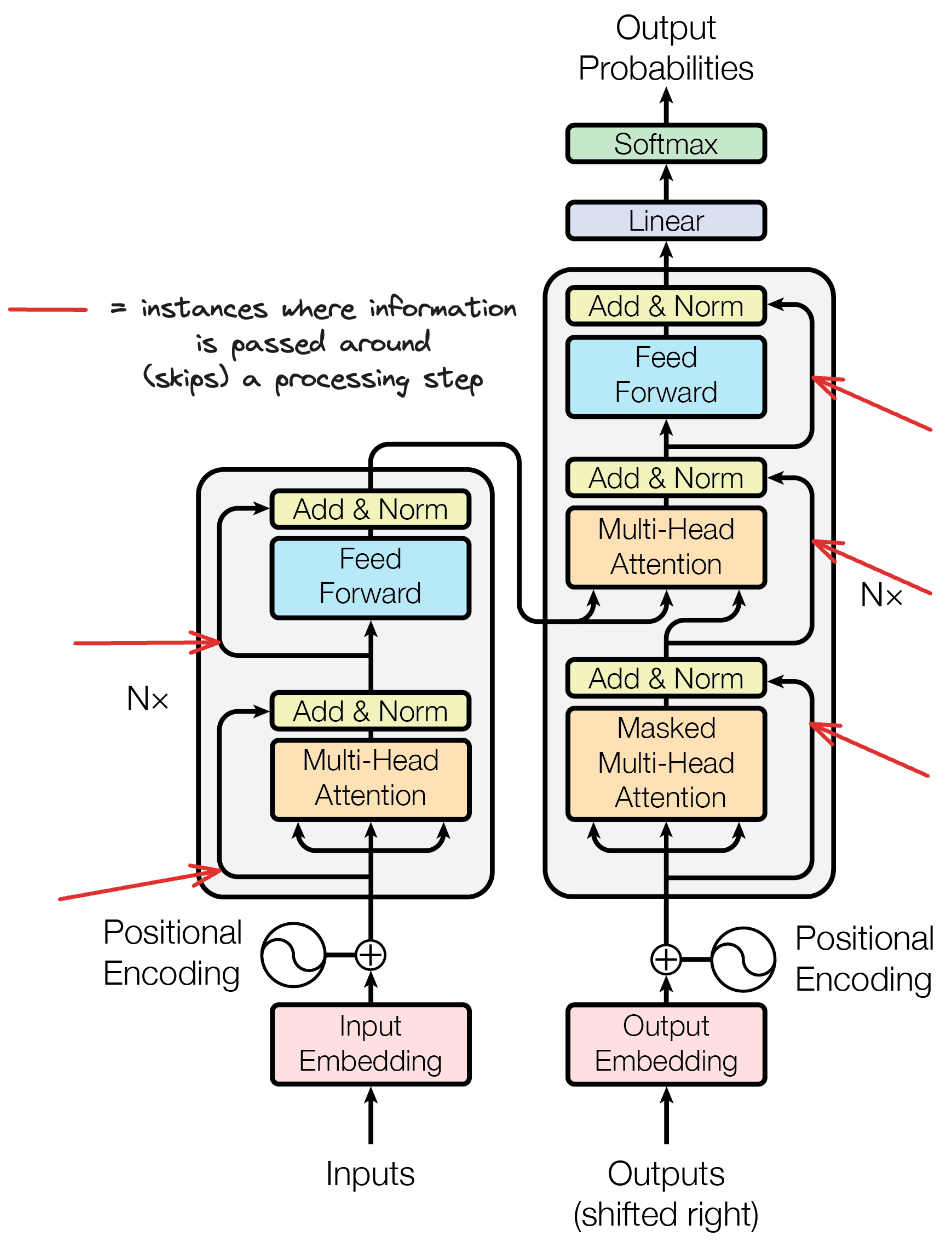 Output
Probabilities
Softmax
Linear
= instances where information
is passed around
(skips) a processing step
Add & Norm
Feed
Forward
Add & Norm
Multi-Head
Attention
Nx
Add & Norm
Masked
Multi-Head
Attention
Add & Norm
Feed
Forward
Nx
Add & Norm
Multi-Head
Attention
Positional
Encoding
Positional
Encoding
Input
Embedding
Output
Embedding
Inputs
Outputs
(shifted right)